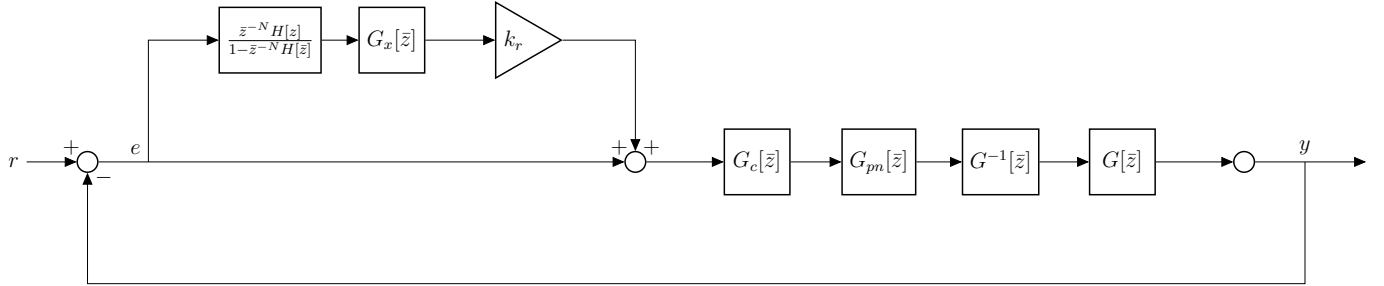 z̄^{-N}H[z] / 1−z̄^{-N}H[z̄]
G_x[z̄]
k_r
r
+
−
e
+
+
G_c[z̄]
G_{pn}[z̄]
G^{-1}[z̄]
G[z̄]
y